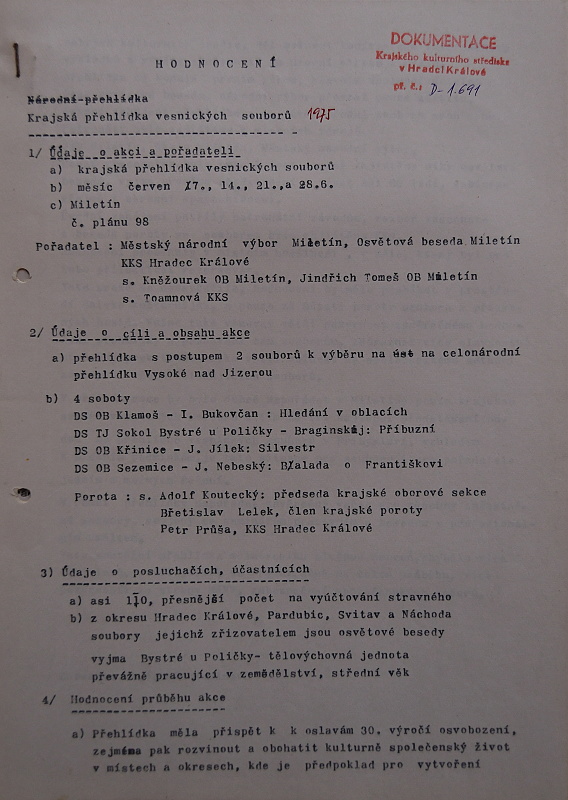 H O D N O C E N Í
DOKUMENTACE
Krajského kulturního střediska
v Hradci Králové
př. č.: D-1.691
Národní přehlídka
Krajská přehlídka vesnických souborů 1975
1/ Údaje o akci a pořadateli
a) krajská přehlídka vesnických souborů
b) měsíc červen 7., 14., 21.,a 28.6.
c) Miletín
č. plánu 98
Pořadatel : Městský národní výbor Miletín, Osvětová beseda Miletín
KKS Hradec Králové
s. Kněžourek OB Miletín, Jindřich Tomeš OB Miletín
s. Toamnová KKS
2/ Údaje o cíli a obsahu akce
a) přehlídka s postupem 2 souborů k výběru na úst na celonárodní
přehlídku Vysoké nad Jizerou
b) 4 soboty
DS OB Klamoš - I. Bukovčan : Hledání v oblacích
DS TJ Sokol Bystré u Poličky - Braginskij: Příbuzní
DS OB Křinice - J. Jílek: Silvestr
DS OB Sezemice - J. Nebeský: Balada o Františkovi
Porota : s. Adolf Koutecký: předseda krajské oborové sekce
Břetislav Lelek, člen krajské poroty
Petr Průša, KKS Hradec Králové
3) Údaje o posluchačích, účastnících
a) asi 110, přesnější počet na vyúčtování stravného
b) z okresu Hradec Králové, Pardubic, Svitav a Náchoda
soubory jejichž zřizovatelem jsou osvětové besedy
vyjma Bystré u Poličky- tělovýchovná jednota
převážně pracující v zemědělství, střední věk
4/ Hodnocení průběhu akce
a) Přehlídka měla přispět k k oslavám 30. výročí osvobození,
zejména pak rozvinout a obohatit kulturně společenský život
v místech a okresech, kde je předpoklad pro vytvoření